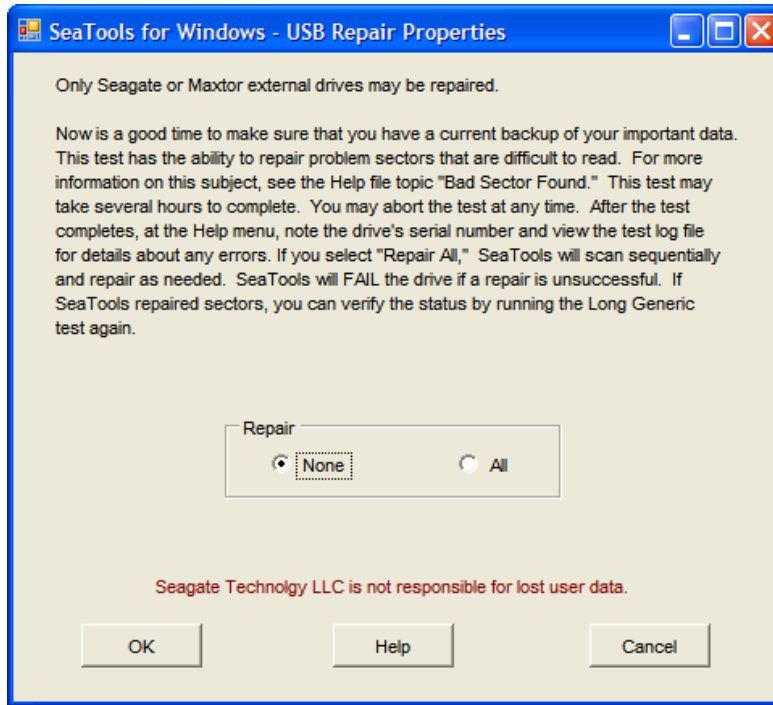 SeaTools for Windows - USB Repair Properties
Only Seagate or Maxtor external drives may be repaired.
Now is a good time to make sure that you have a current backup of your important data.
This test has the ability to repair problem sectors that are difficult to read.  For more
information on this subject, see the Help file topic "Bad Sector Found."  This test may
take several hours to complete.  You may abort the test at any time.  After the test
completes, at the Help menu, note the drive's serial number and view the test log file
for details about any errors. If you select "Repair All,"  SeaTools will scan sequentially
and repair as needed.  SeaTools will FAIL the drive if a repair is unsuccessful.  If
SeaTools repaired sectors, you can verify the status by running the Long Generic
test again.
Repair
None All
Seagate Technolgy LLC is not responsible for lost user data.
OK Help Cancel